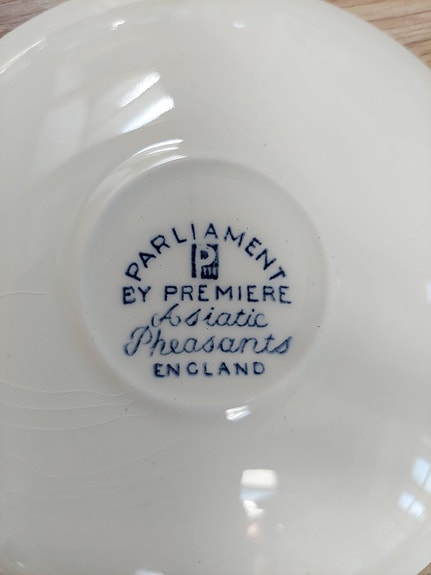 PARLIAMENT
P
BY PREMIERE
Asiatic
Pheasants
ENGLAND